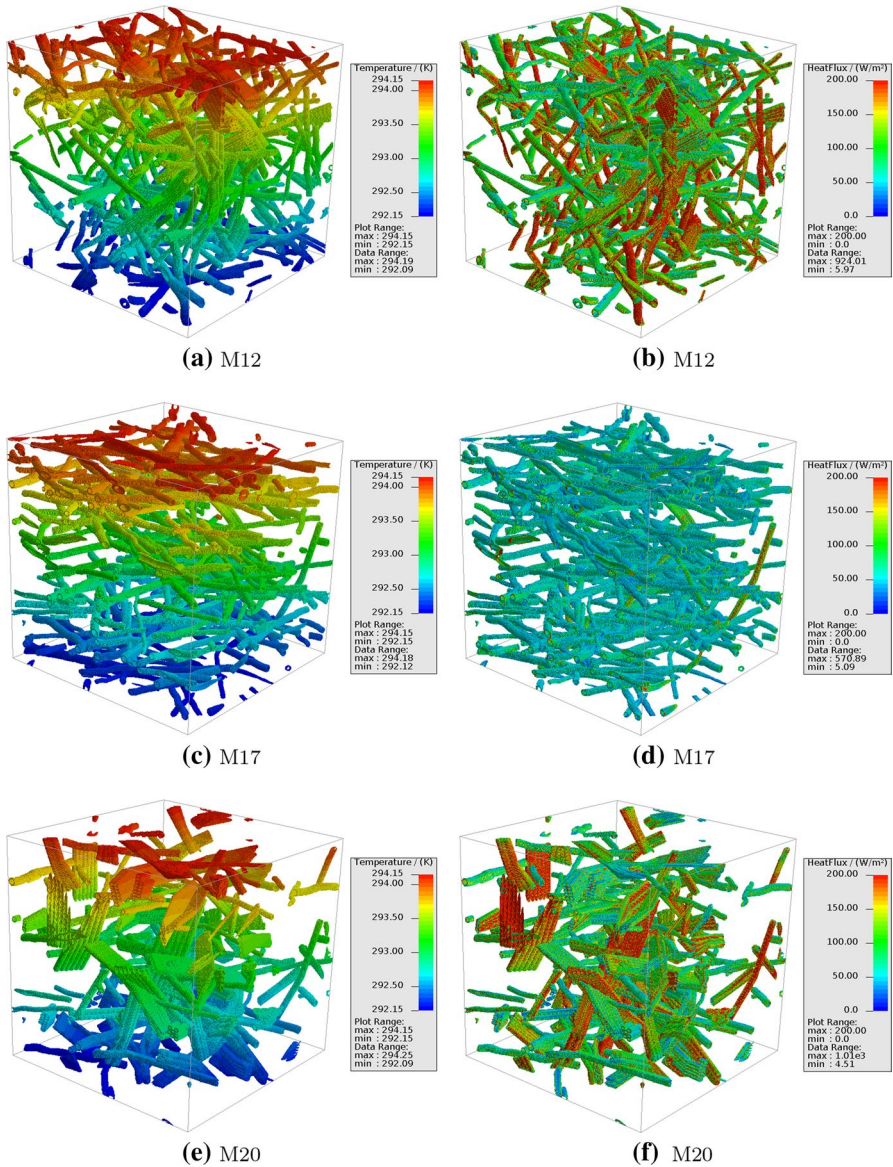 Temperature / (K)
294.15
294.00
293.50
293.00
292.50
292.15
Plot Range:
max : 294.15
min : 292.15
Data Range:
max : 294.19
min : 292.09
(a) M12
HeatFlux / (W/m²)
200.00
150.00
100.00
50.00
0.0
Plot Range:
max : 200.00
min : 0.0
Data Range:
max : 924.01
min : 5.97
(b) M12
Temperature / (K)
294.15
294.00
293.50
293.00
292.50
292.15
Plot Range:
max : 294.15
min : 292.15
Data Range:
max : 294.18
min : 292.12
(c) M17
HeatFlux / (W/m²)
200.00
150.00
100.00
50.00
0.0
Plot Range:
max : 200.00
min : 0.0
Data Range:
max : 570.89
min : 5.09
(d) M17
Temperature / (K)
294.15
294.00
293.50
293.00
292.50
292.15
Plot Range:
max : 294.15
min : 292.15
Data Range:
max : 294.25
min : 292.09
(e) M20
HeatFlux / (W/m²)
200.00
150.00
100.00
50.00
0.0
Plot Range:
max : 200.00
min : 0.0
Data Range:
max : 1.01e3
min : 4.51
(f) M20